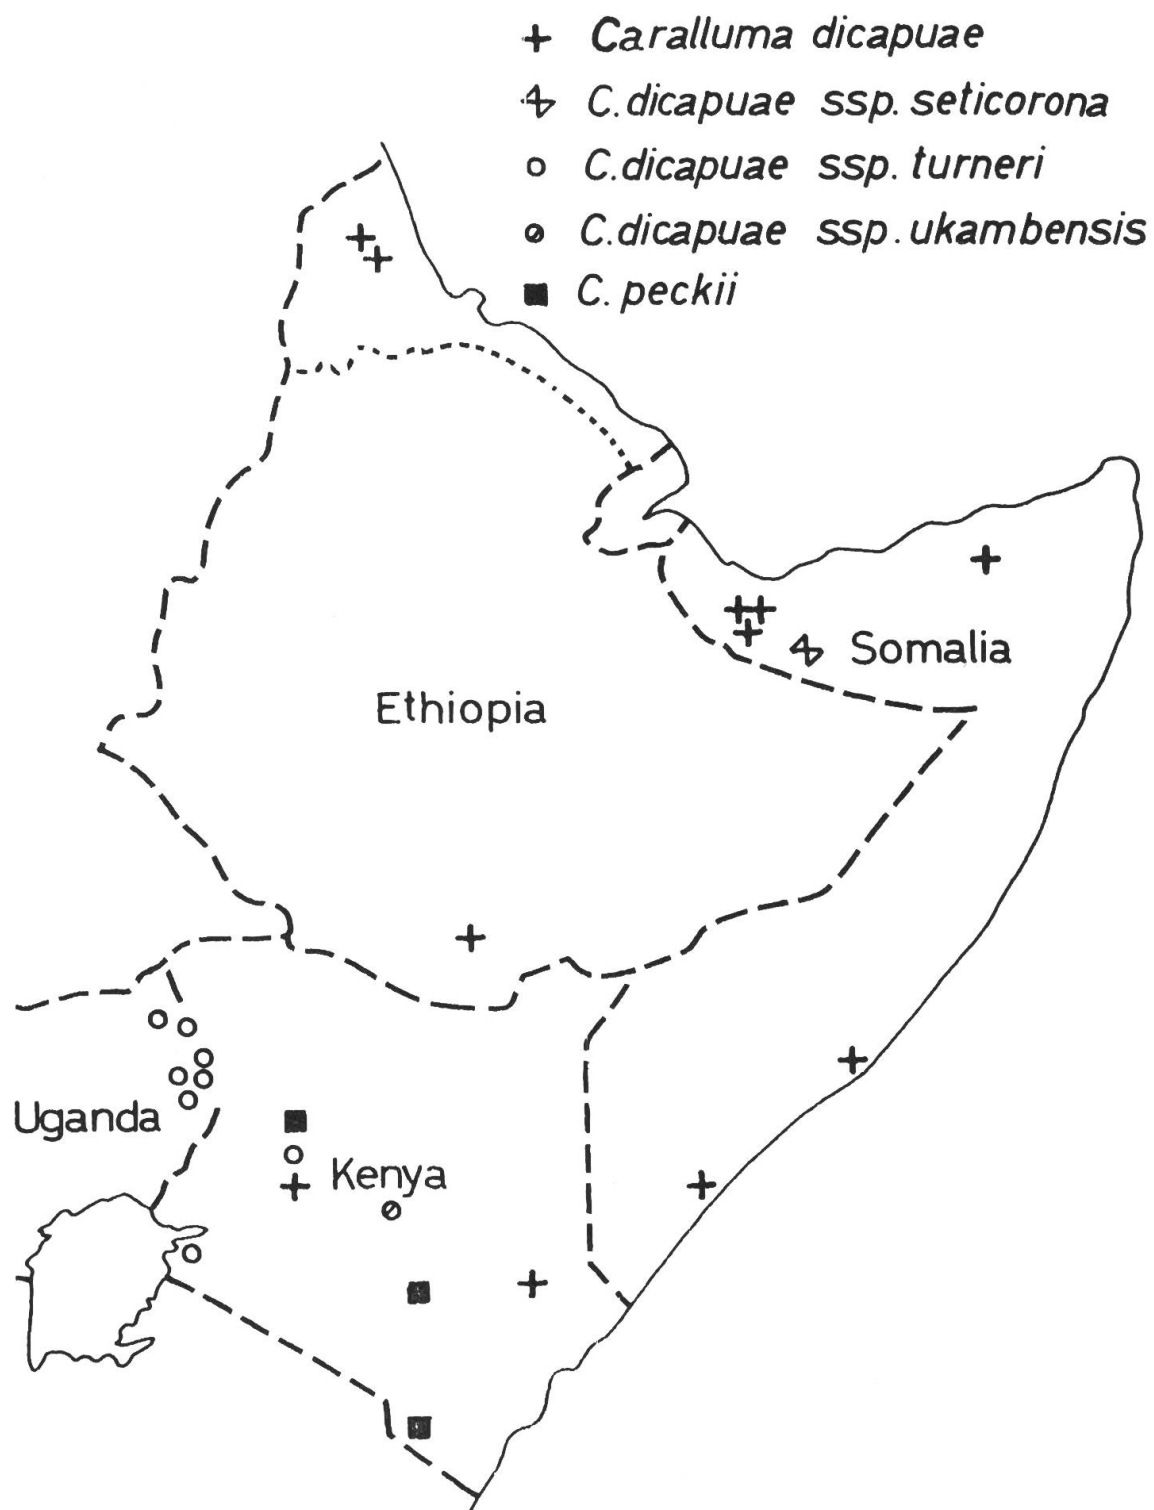 Caralluma dicapuae
C. dicapuae ssp. seticorona
C. dicapuae ssp. turneri
C. dicapuae ssp. ukambensis
C. peckii
Somalia
Ethiopia
Uganda
Kenya